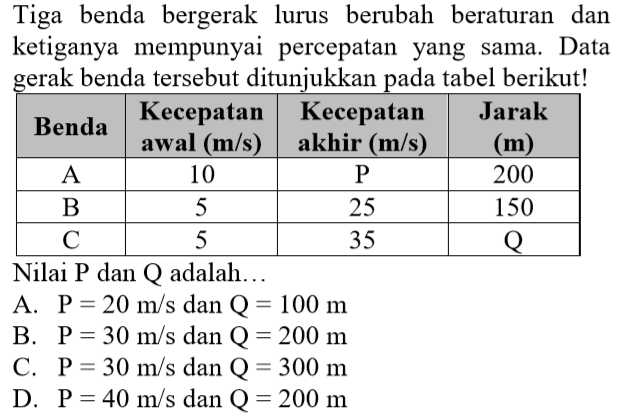 Tiga benda bergerak lurus berubah beraturan dan
ketiganya mempunyai percepatan yang sama. Data
gerak benda tersebut ditunjukkan pada tabel berikut!
Benda Kecepatan awal (m/s) Kecepatan akhir (m/s) Jarak (m)
A 10 P 200
B 5 25 150
C 5 35 Q
Nilai P dan Q adalah...
A. P = 20 m/s dan Q = 100 m
B. P = 30 m/s dan Q = 200 m
C. P = 30 m/s dan Q = 300 m
D. P = 40 m/s dan Q = 200 m